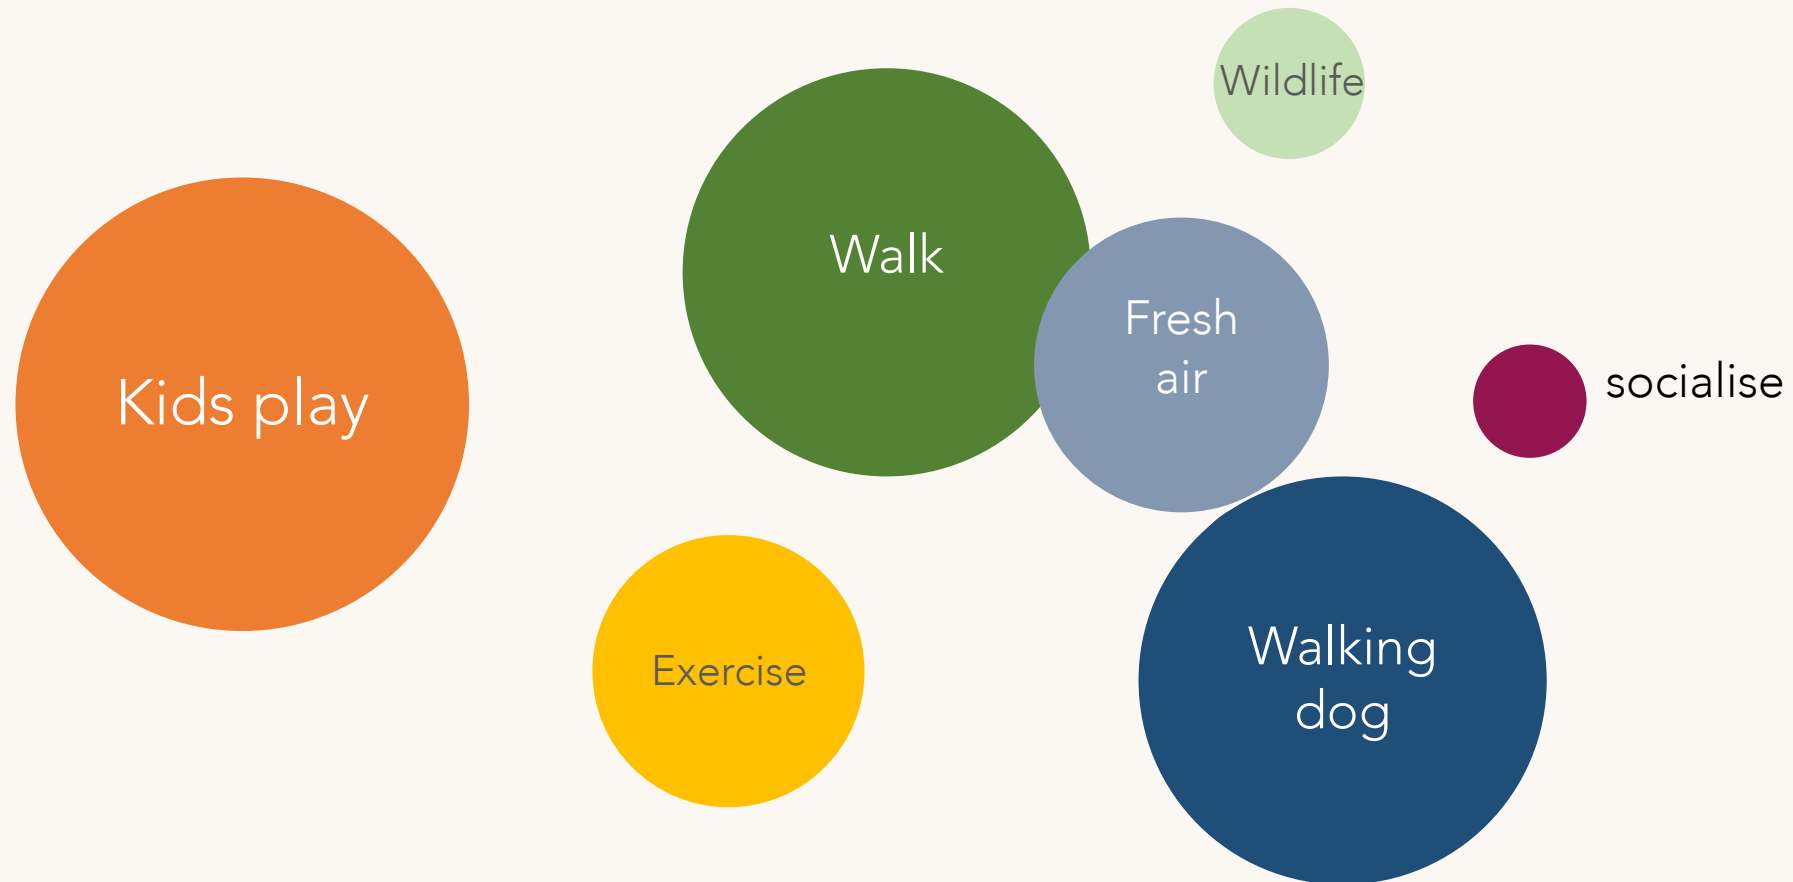 Wildlife
Walk
Fresh
air
socialise
Kids play
Exercise
Walking
dog